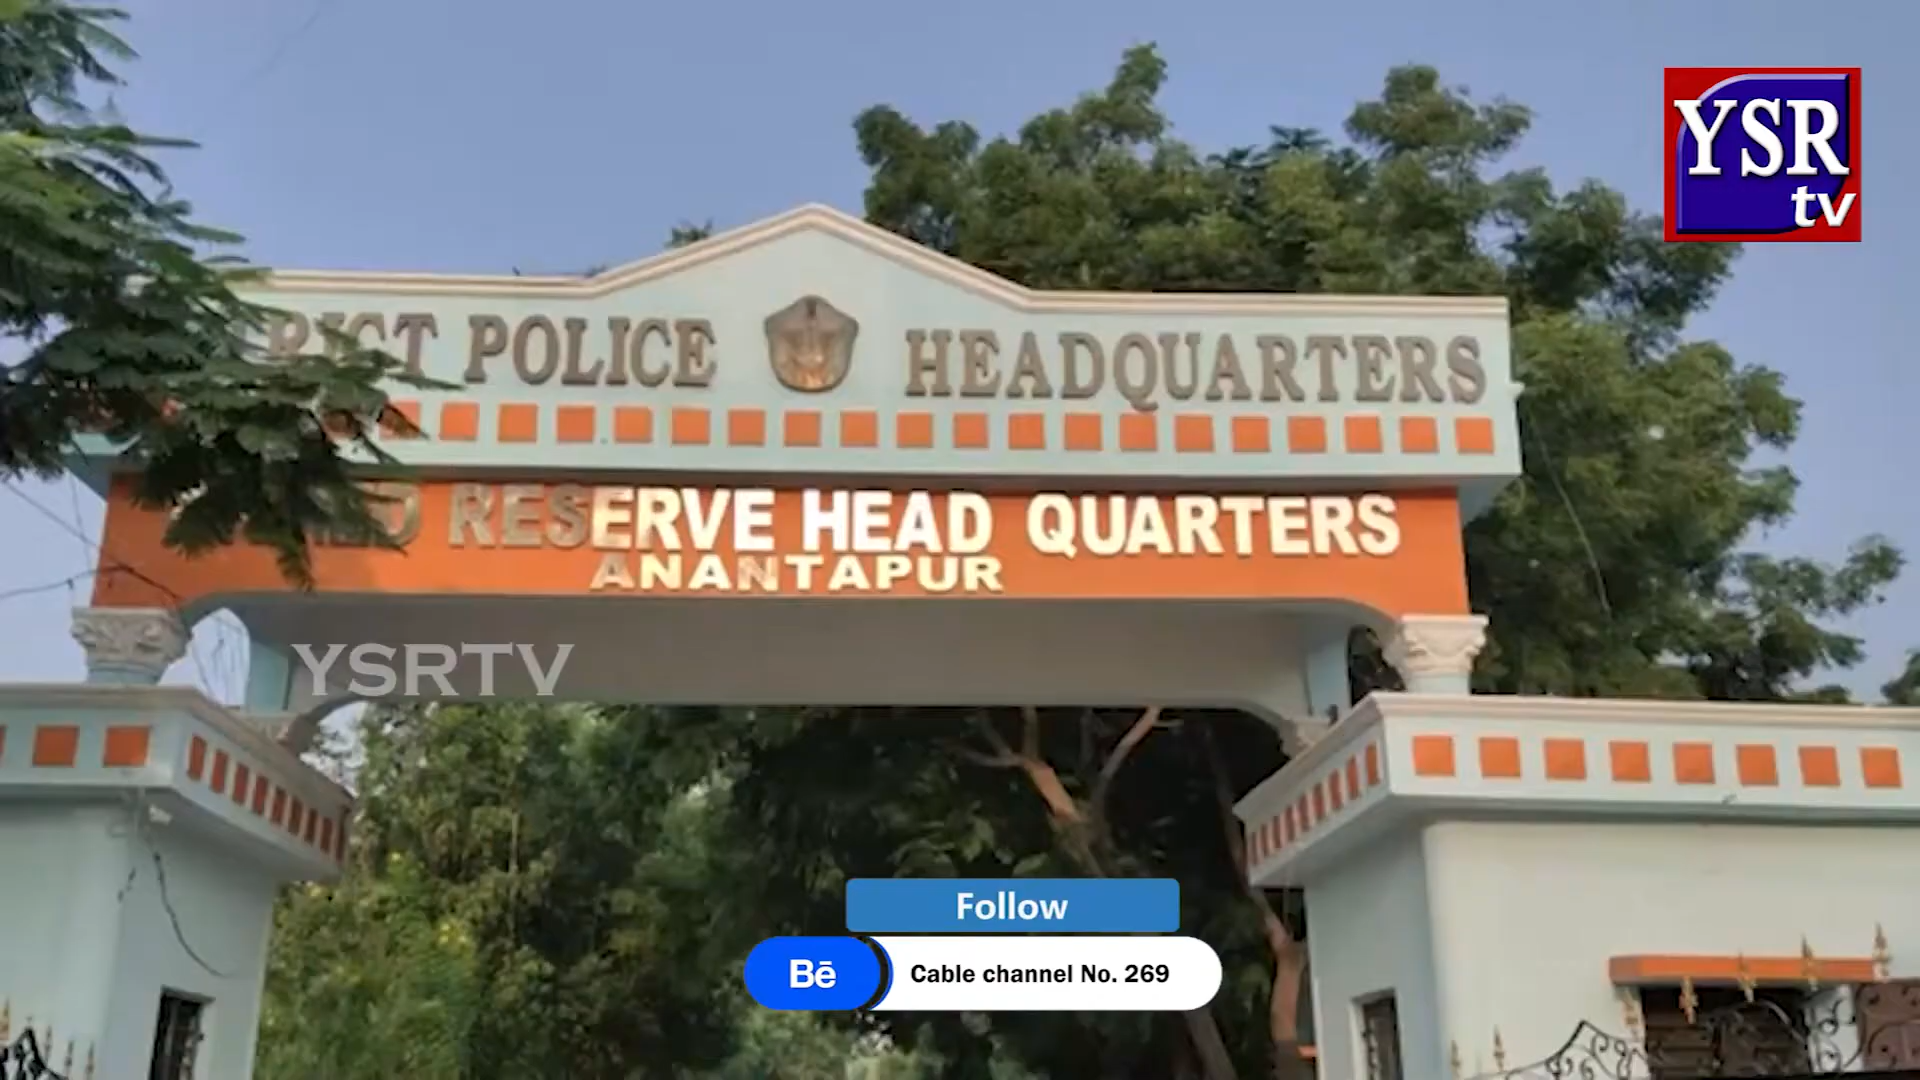 YSR
tv
POLICE HEADQUARTERS
RESERVE HEAD QUARTERS
ANANTAPUR
YSRTV
Follow
Bē Cable channel No. 269